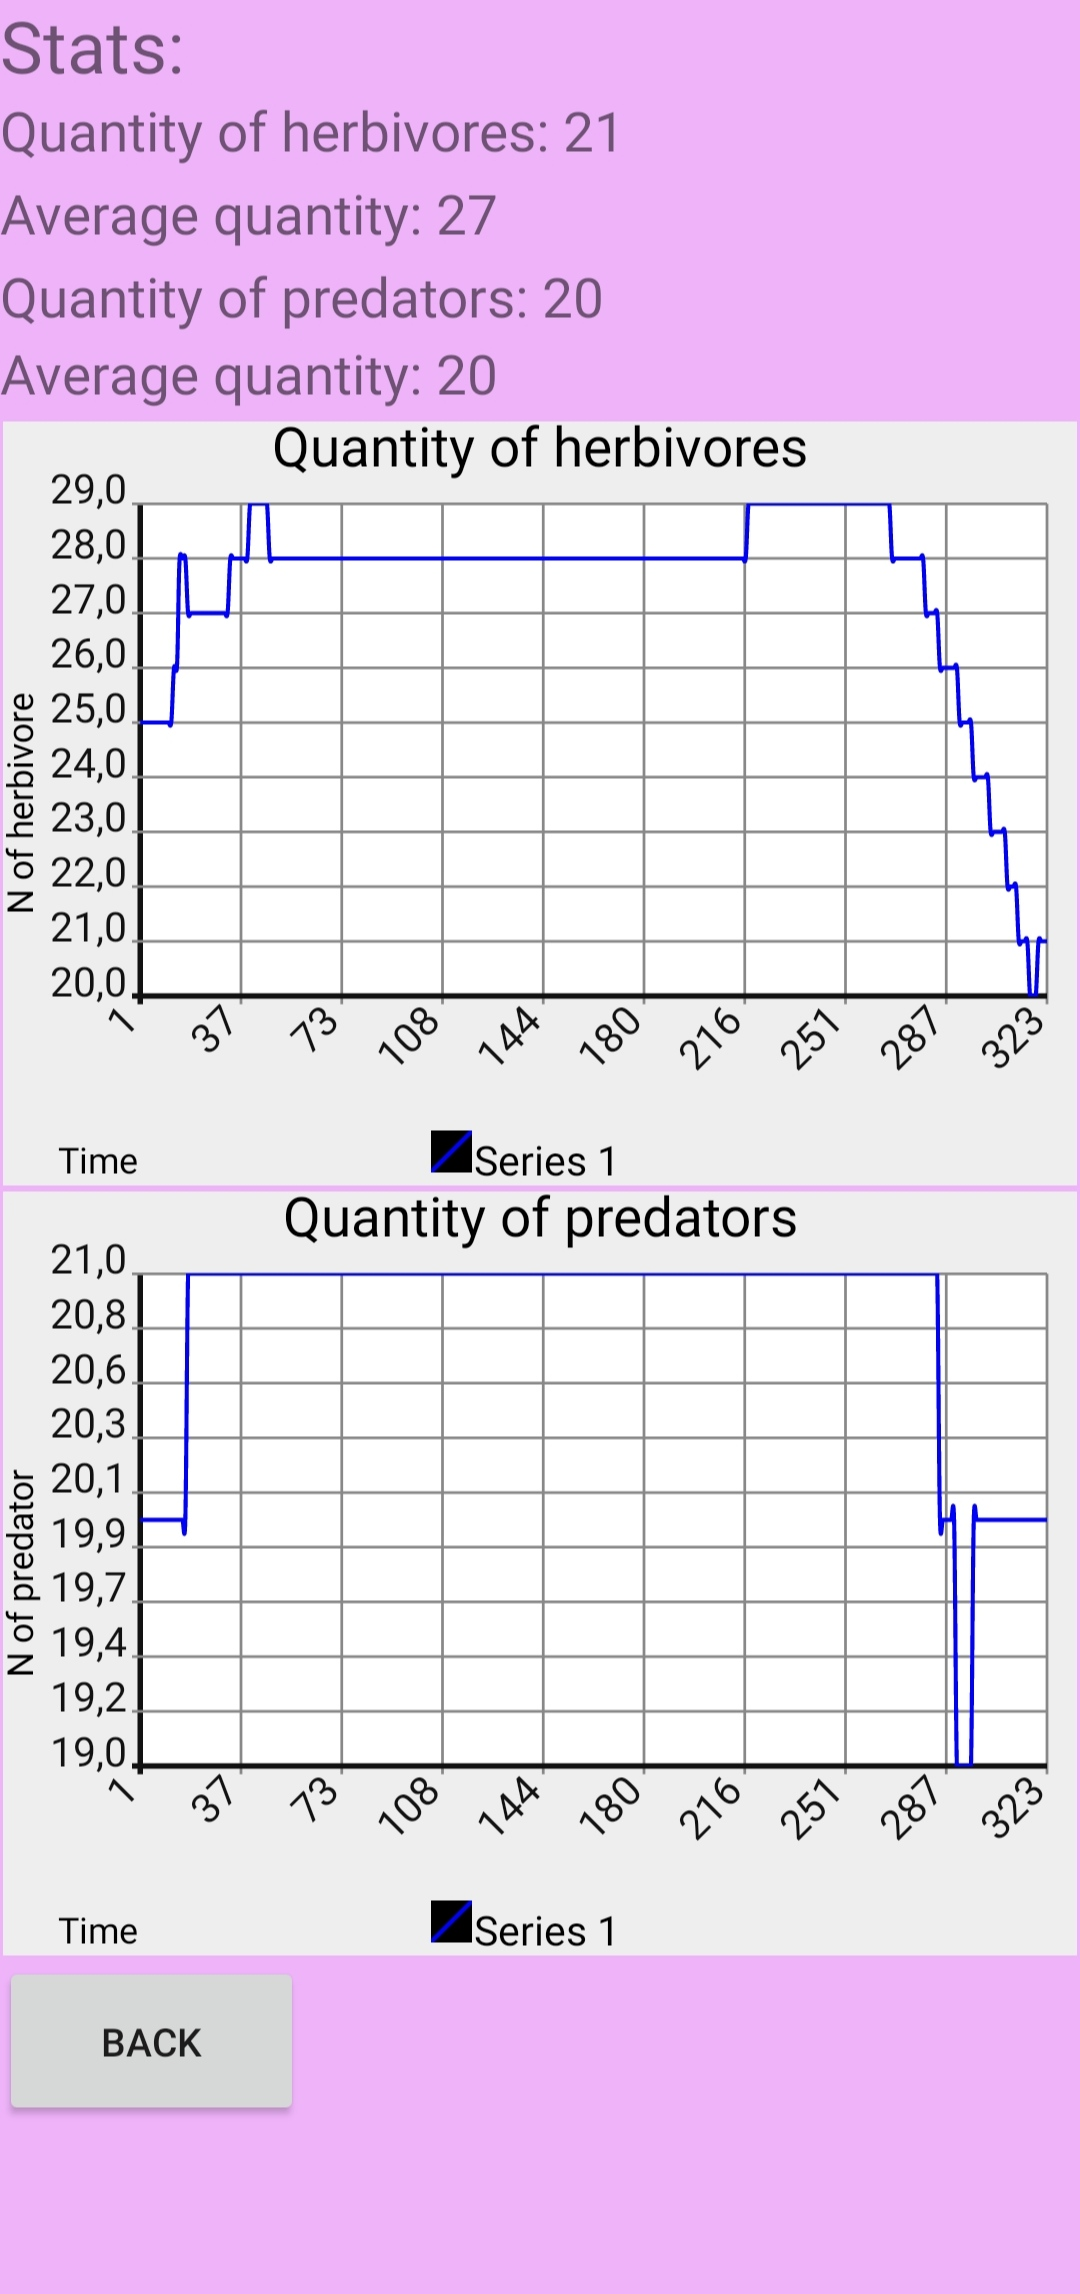 Stats:
Quantity of herbivores: 21
Average quantity: 27
Quantity of predators: 20
Average quantity: 20
Quantity of herbivores
29,0
28,0
27,0
26,0
25,0
24,0
23,0
22,0
21,0
20,0
N of herbivore
1 37 73 108 144 180 216 251 287 323
Time
Series 1
Quantity of predators
21,0
20,8
20,6
20,3
20,1
19,9
19,7
19,4
19,2
19,0
N of predator
1 37 73 108 144 180 216 251 287 323
Time
Series 1
BACK